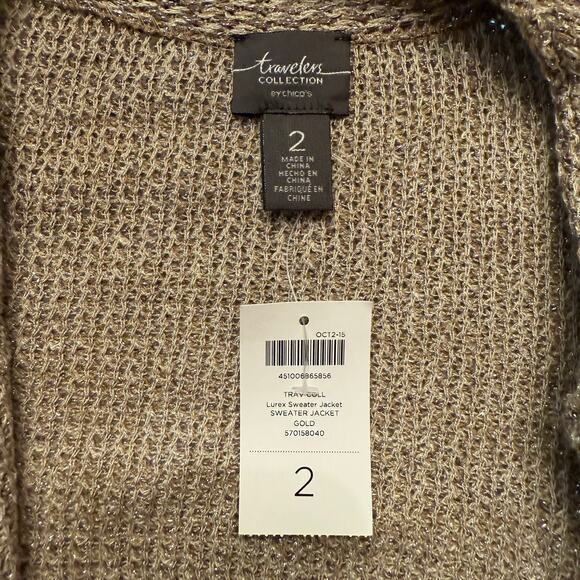 travelers
COLLECTION
BY chico's
2
MADE IN
CHINA
HECHO EN
CHINA
FABRIQUÉ EN
CHINE
OCT2-15
451006865856
TRAV COLL
Lurex Sweater Jacket
SWEATER JACKET
GOLD
570158040
2